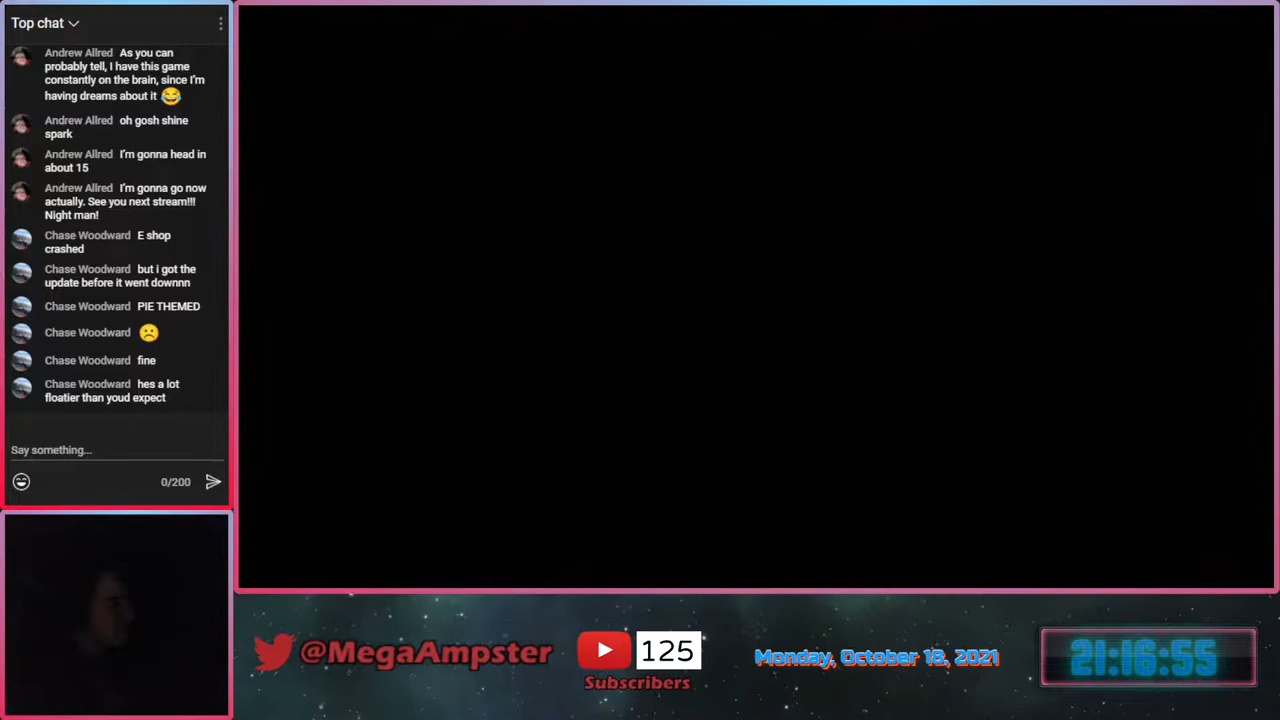 Top chat
Andrew Allred As you can
probably tell, I have this game
constantly on the brain, since I'm
having dreams about it 😂
Andrew Allred oh gosh shine
spark
Andrew Allred I'm gonna head in
about 15
Andrew Allred I'm gonna go now
actually. See you next stream!!!
Night man!
Chase Woodward E shop
crashed
Chase Woodward but i got the
update before it went downnn
Chase Woodward PIE THEMED
Chase Woodward ☹️
Chase Woodward fine
Chase Woodward hes a lot
floatier than youd expect
Say something...
0/200
@MegaAmpster
125
Subscribers
Monday, October 18, 2021
21:16:55